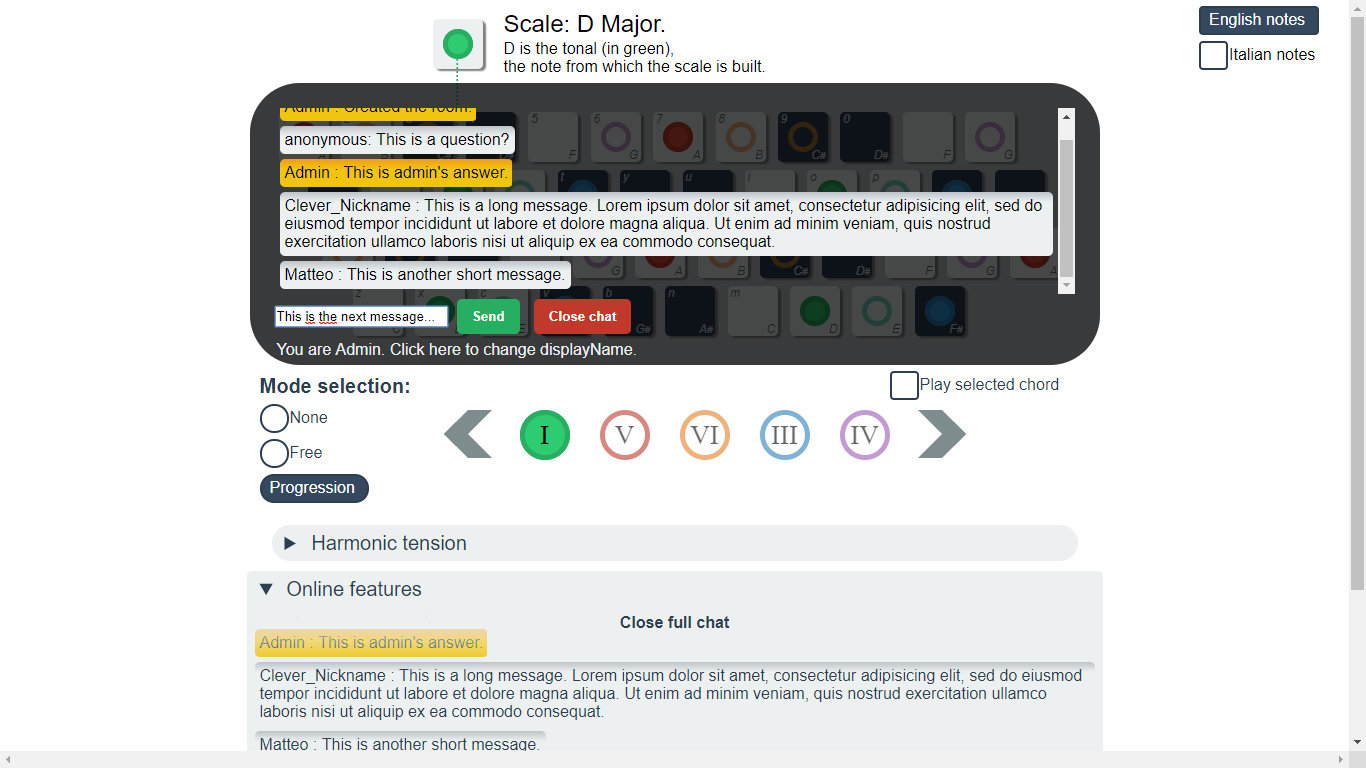 Scale: D Major.
D is the tonal (in green),
the note from which the scale is built.
English notes
Italian notes
Admin : Created the room.
anonymous: This is a question?
Admin : This is admin's answer.
Clever_Nickname : This is a long message. Lorem ipsum dolor sit amet, consectetur adipisicing elit, sed do
eiusmod tempor incididunt ut labore et dolore magna aliqua. Ut enim ad minim veniam, quis nostrud
exercitation ullamco laboris nisi ut aliquip ex ea commodo consequat.
Matteo : This is another short message.
5 6 7 8 9 0
F G A B C# D# F G
t y u i o p
G A B C# D# F G A
z x c v b n m
E G# A# C D E F#
This is the next message...
Send
Close chat
You are Admin. Click here to change displayName.
Mode selection:
Play selected chord
None
Free
Progression
I V VI III IV
Harmonic tension
Online features
Close full chat
Admin : This is admin's answer.
Clever_Nickname : This is a long message. Lorem ipsum dolor sit amet, consectetur adipisicing elit, sed do eiusmod
tempor incididunt ut labore et dolore magna aliqua. Ut enim ad minim veniam, quis nostrud exercitation ullamco
laboris nisi ut aliquip ex ea commodo consequat.
Matteo : This is another short message.